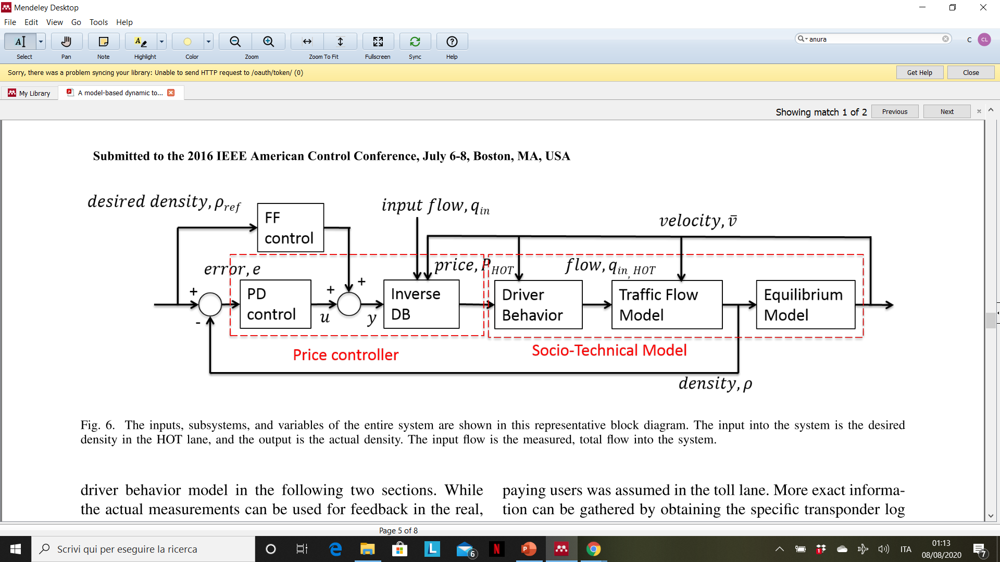 Mendeley Desktop
File Edit View Go Tools Help
anura
C CL
Select Pan Note Highlight Color Zoom Zoom To Fit Fullscreen Sync Help
Sorry, there was a problem syncing your library: Unable to send HTTP request to /oauth/token/ (0)
Get Help Close
My Library A model-based dynamic to...
Showing match 1 of 2 Previous Next
Submitted to the 2016 IEEE American Control Conference, July 6-8, Boston, MA, USA
desired density, ρref
FF
control
input flow, qin
velocity, v̄
error, e
price, PHOT
flow, qin, HOT
+
+
+
-
PD
control
u
y
Inverse
DB
Driver
Behavior
Traffic Flow
Model
Equilibrium
Model
Price controller
Socio-Technical Model
density, ρ
Fig. 6. The inputs, subsystems, and variables of the entire system are shown in this representative block diagram. The input into the system is the desired
density in the HOT lane, and the output is the actual density. The input flow is the measured, total flow into the system.
driver behavior model in the following two sections. While
the actual measurements can be used for feedback in the real,
paying users was assumed in the toll lane. More exact informa-
tion can be gathered by obtaining the specific transponder log
Page 5 of 8
Scrivi qui per eseguire la ricerca
L
6
N
P
1
ITA
01:13
08/08/2020
7